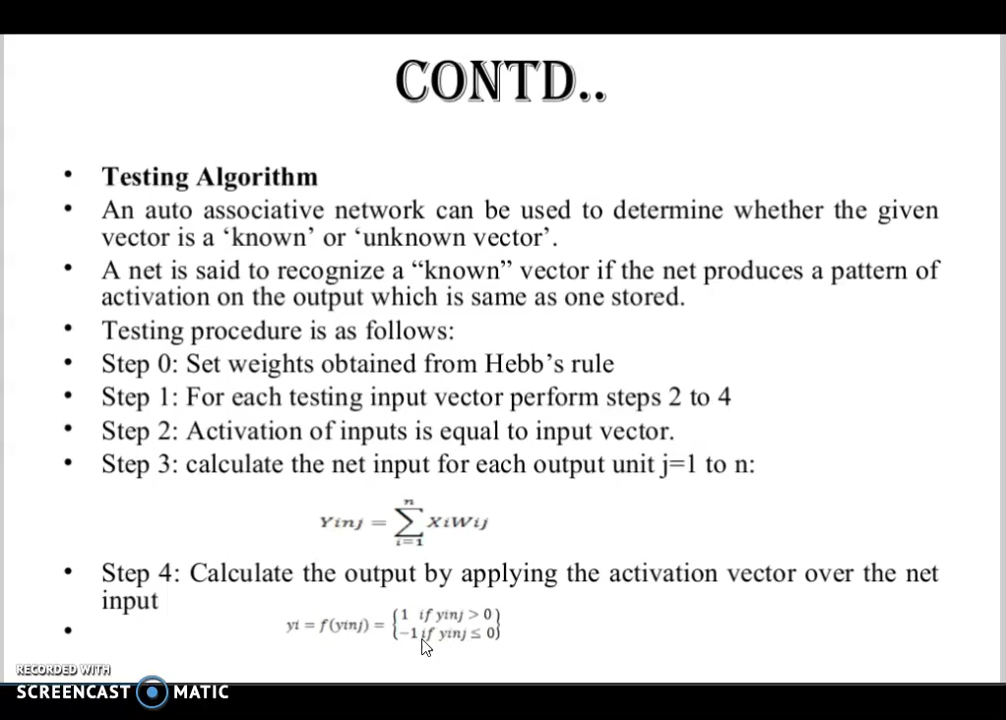 CONTD..
• Testing Algorithm
• An auto associative network can be used to determine whether the given
vector is a ‘known’ or ‘unknown vector’.
• A net is said to recognize a “known” vector if the net produces a pattern of
activation on the output which is same as one stored.
• Testing procedure is as follows:
• Step 0: Set weights obtained from Hebb’s rule
• Step 1: For each testing input vector perform steps 2 to 4
• Step 2: Activation of inputs is equal to input vector.
• Step 3: calculate the net input for each output unit j=1 to n:
Yinj = ∑_{i=1}^{n} XiWij
• Step 4: Calculate the output by applying the activation vector over the net
input
• yi = f(yinj) = {1 if yinj > 0}
{−1 if yinj ≤ 0}
RECORDED WITH
SCREENCAST MATIC